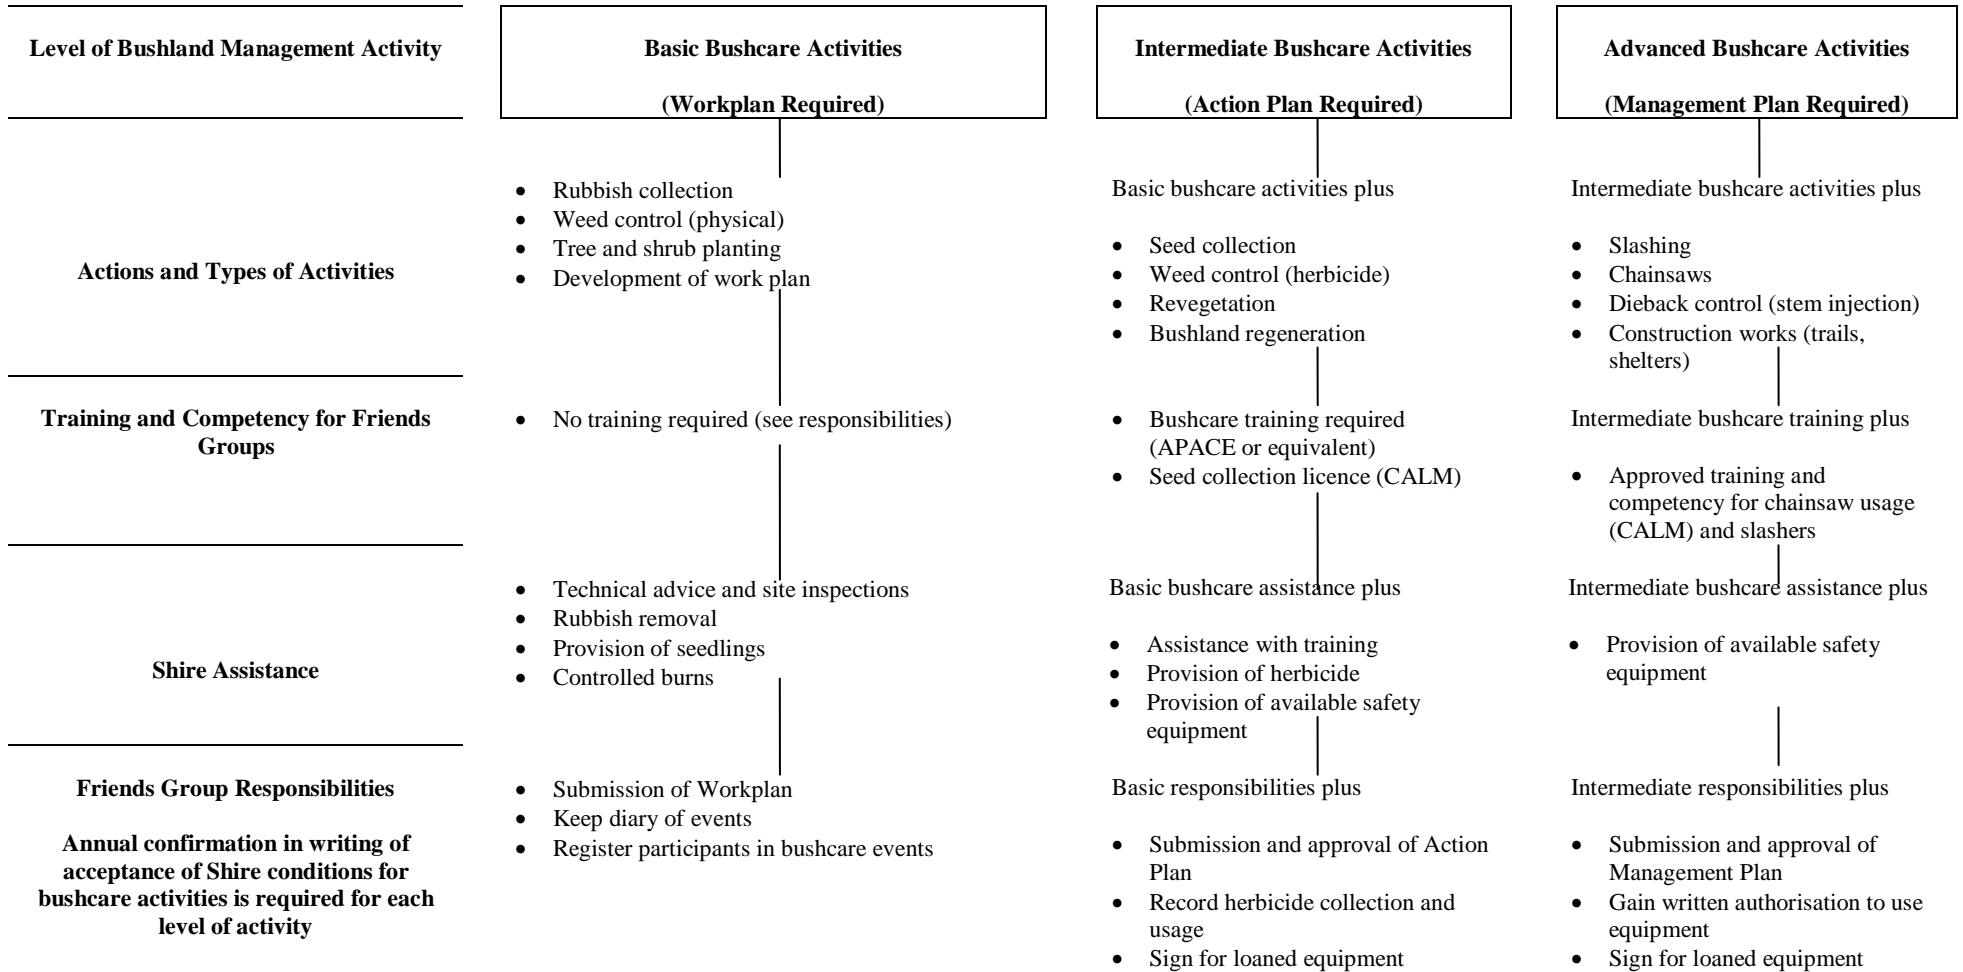 Level of Bushland Management Activity
Basic Bushcare Activities
(Workplan Required)
Intermediate Bushcare Activities
(Action Plan Required)
Advanced Bushcare Activities
(Management Plan Required)
Actions and Types of Activities
• Rubbish collection
• Weed control (physical)
• Tree and shrub planting
• Development of work plan
Basic bushcare activities plus
• Seed collection
• Weed control (herbicide)
• Revegetation
• Bushland regeneration
Intermediate bushcare activities plus
• Slashing
• Chainsaws
• Dieback control (stem injection)
• Construction works (trails,
shelters)
Training and Competency for Friends
Groups
• No training required (see responsibilities)
• Bushcare training required
(APACE or equivalent)
• Seed collection licence (CALM)
Intermediate bushcare training plus
• Approved training and
competency for chainsaw usage
(CALM) and slashers
Shire Assistance
• Technical advice and site inspections
• Rubbish removal
• Provision of seedlings
• Controlled burns
Basic bushcare assistance plus
• Assistance with training
• Provision of herbicide
• Provision of available safety
equipment
Intermediate bushcare assistance plus
• Provision of available safety
equipment
Friends Group Responsibilities
Annual confirmation in writing of
acceptance of Shire conditions for
bushcare activities is required for each
level of activity
• Submission of Workplan
• Keep diary of events
• Register participants in bushcare events
Basic responsibilities plus
• Submission and approval of Action
Plan
• Record herbicide collection and
usage
• Sign for loaned equipment
Intermediate responsibilities plus
• Submission and approval of
Management Plan
• Gain written authorisation to use
equipment
• Sign for loaned equipment